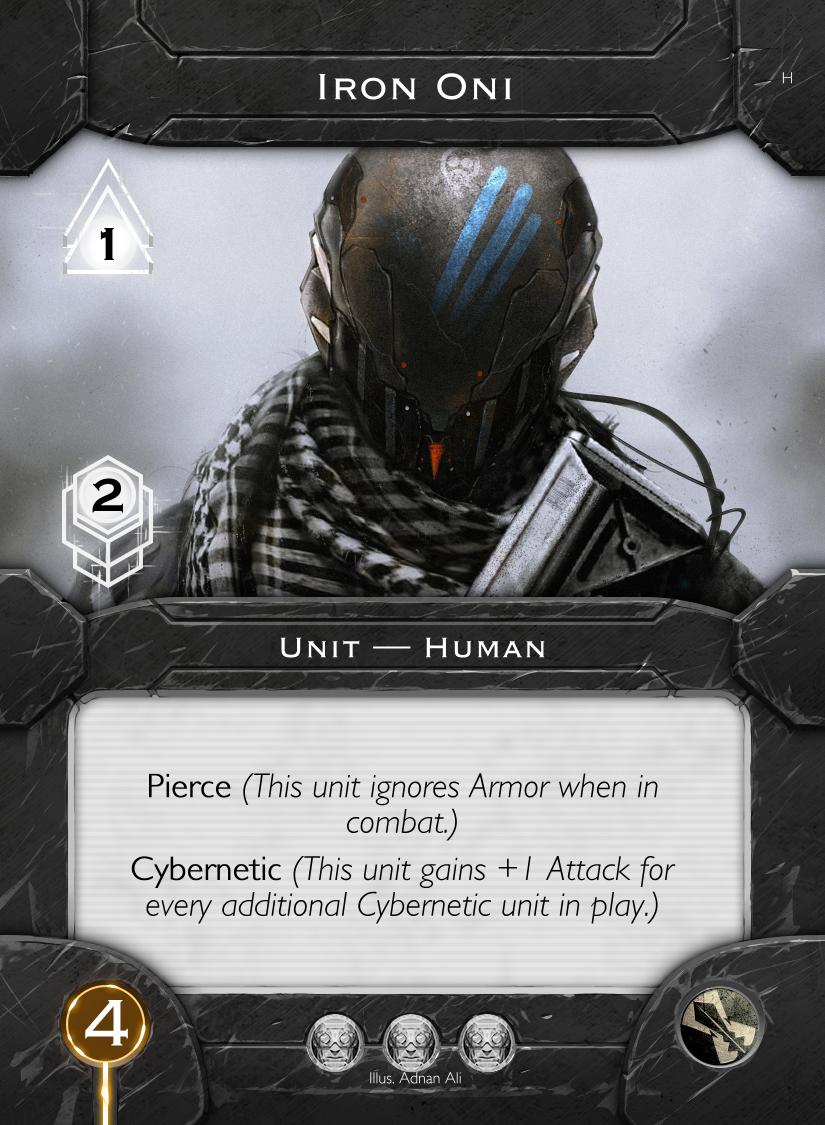 Iron Oni
H
1
2
Unit — Human
Pierce (This unit ignores Armor when in
combat.)
Cybernetic (This unit gains +1 Attack for
every additional Cybernetic unit in play.)
4
Illus. Adnan Ali